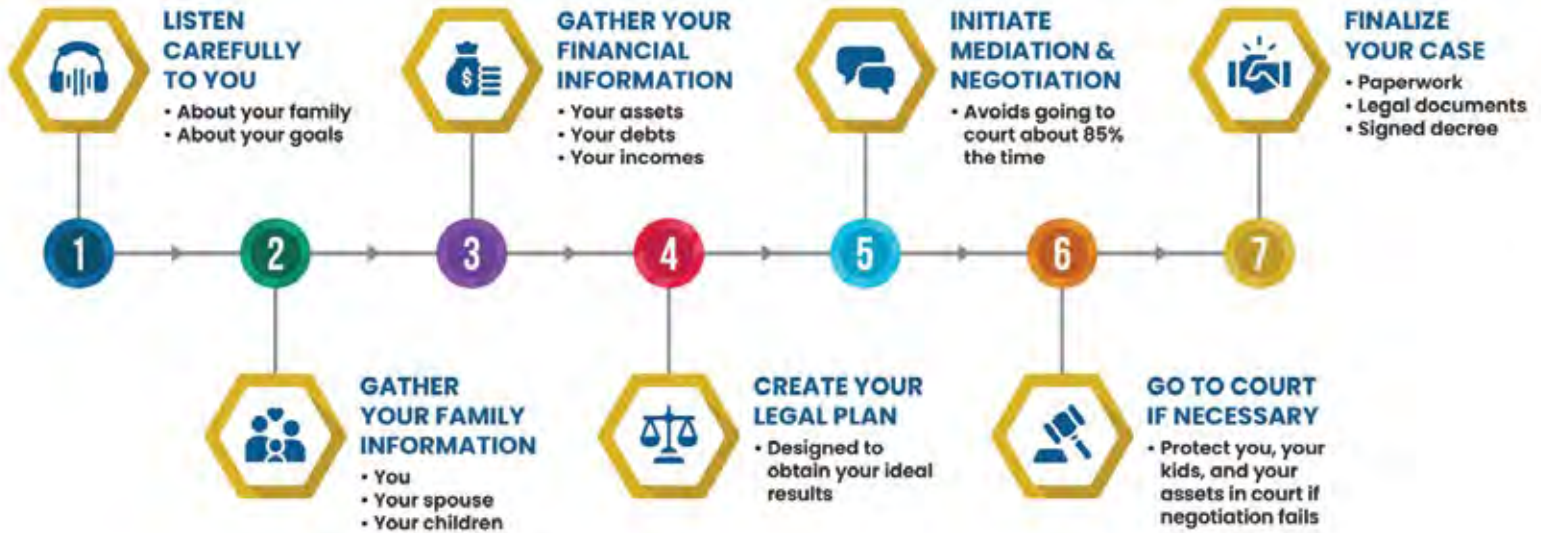 LISTEN
CAREFULLY
TO YOU
• About your family
• About your goals
GATHER YOUR
FINANCIAL
INFORMATION
• Your assets
• Your debts
• Your incomes
INITIATE
MEDIATION &
NEGOTIATION
• Avoids going to
court about 85%
the time
FINALIZE
YOUR CASE
• Paperwork
• Legal documents
• Signed decree
$
1
2
3
4
5
6
7
GATHER
YOUR FAMILY
INFORMATION
• You
• Your spouse
• Your children
CREATE YOUR
LEGAL PLAN
• Designed to
obtain your ideal
results
GO TO COURT
IF NECESSARY
• Protect you, your
kids, and your
assets in court if
negotiation fails